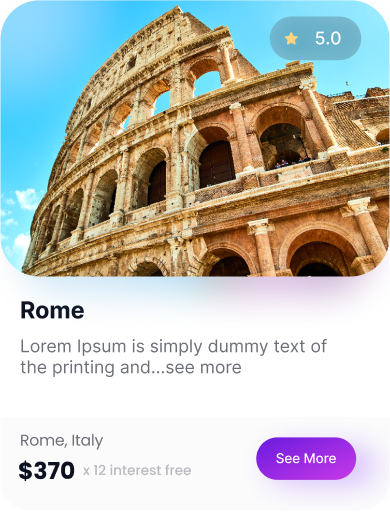 5.0
Rome
Lorem Ipsum is simply dummy text of
the printing and...see more
Rome, Italy
$370 x 12 interest free
See More